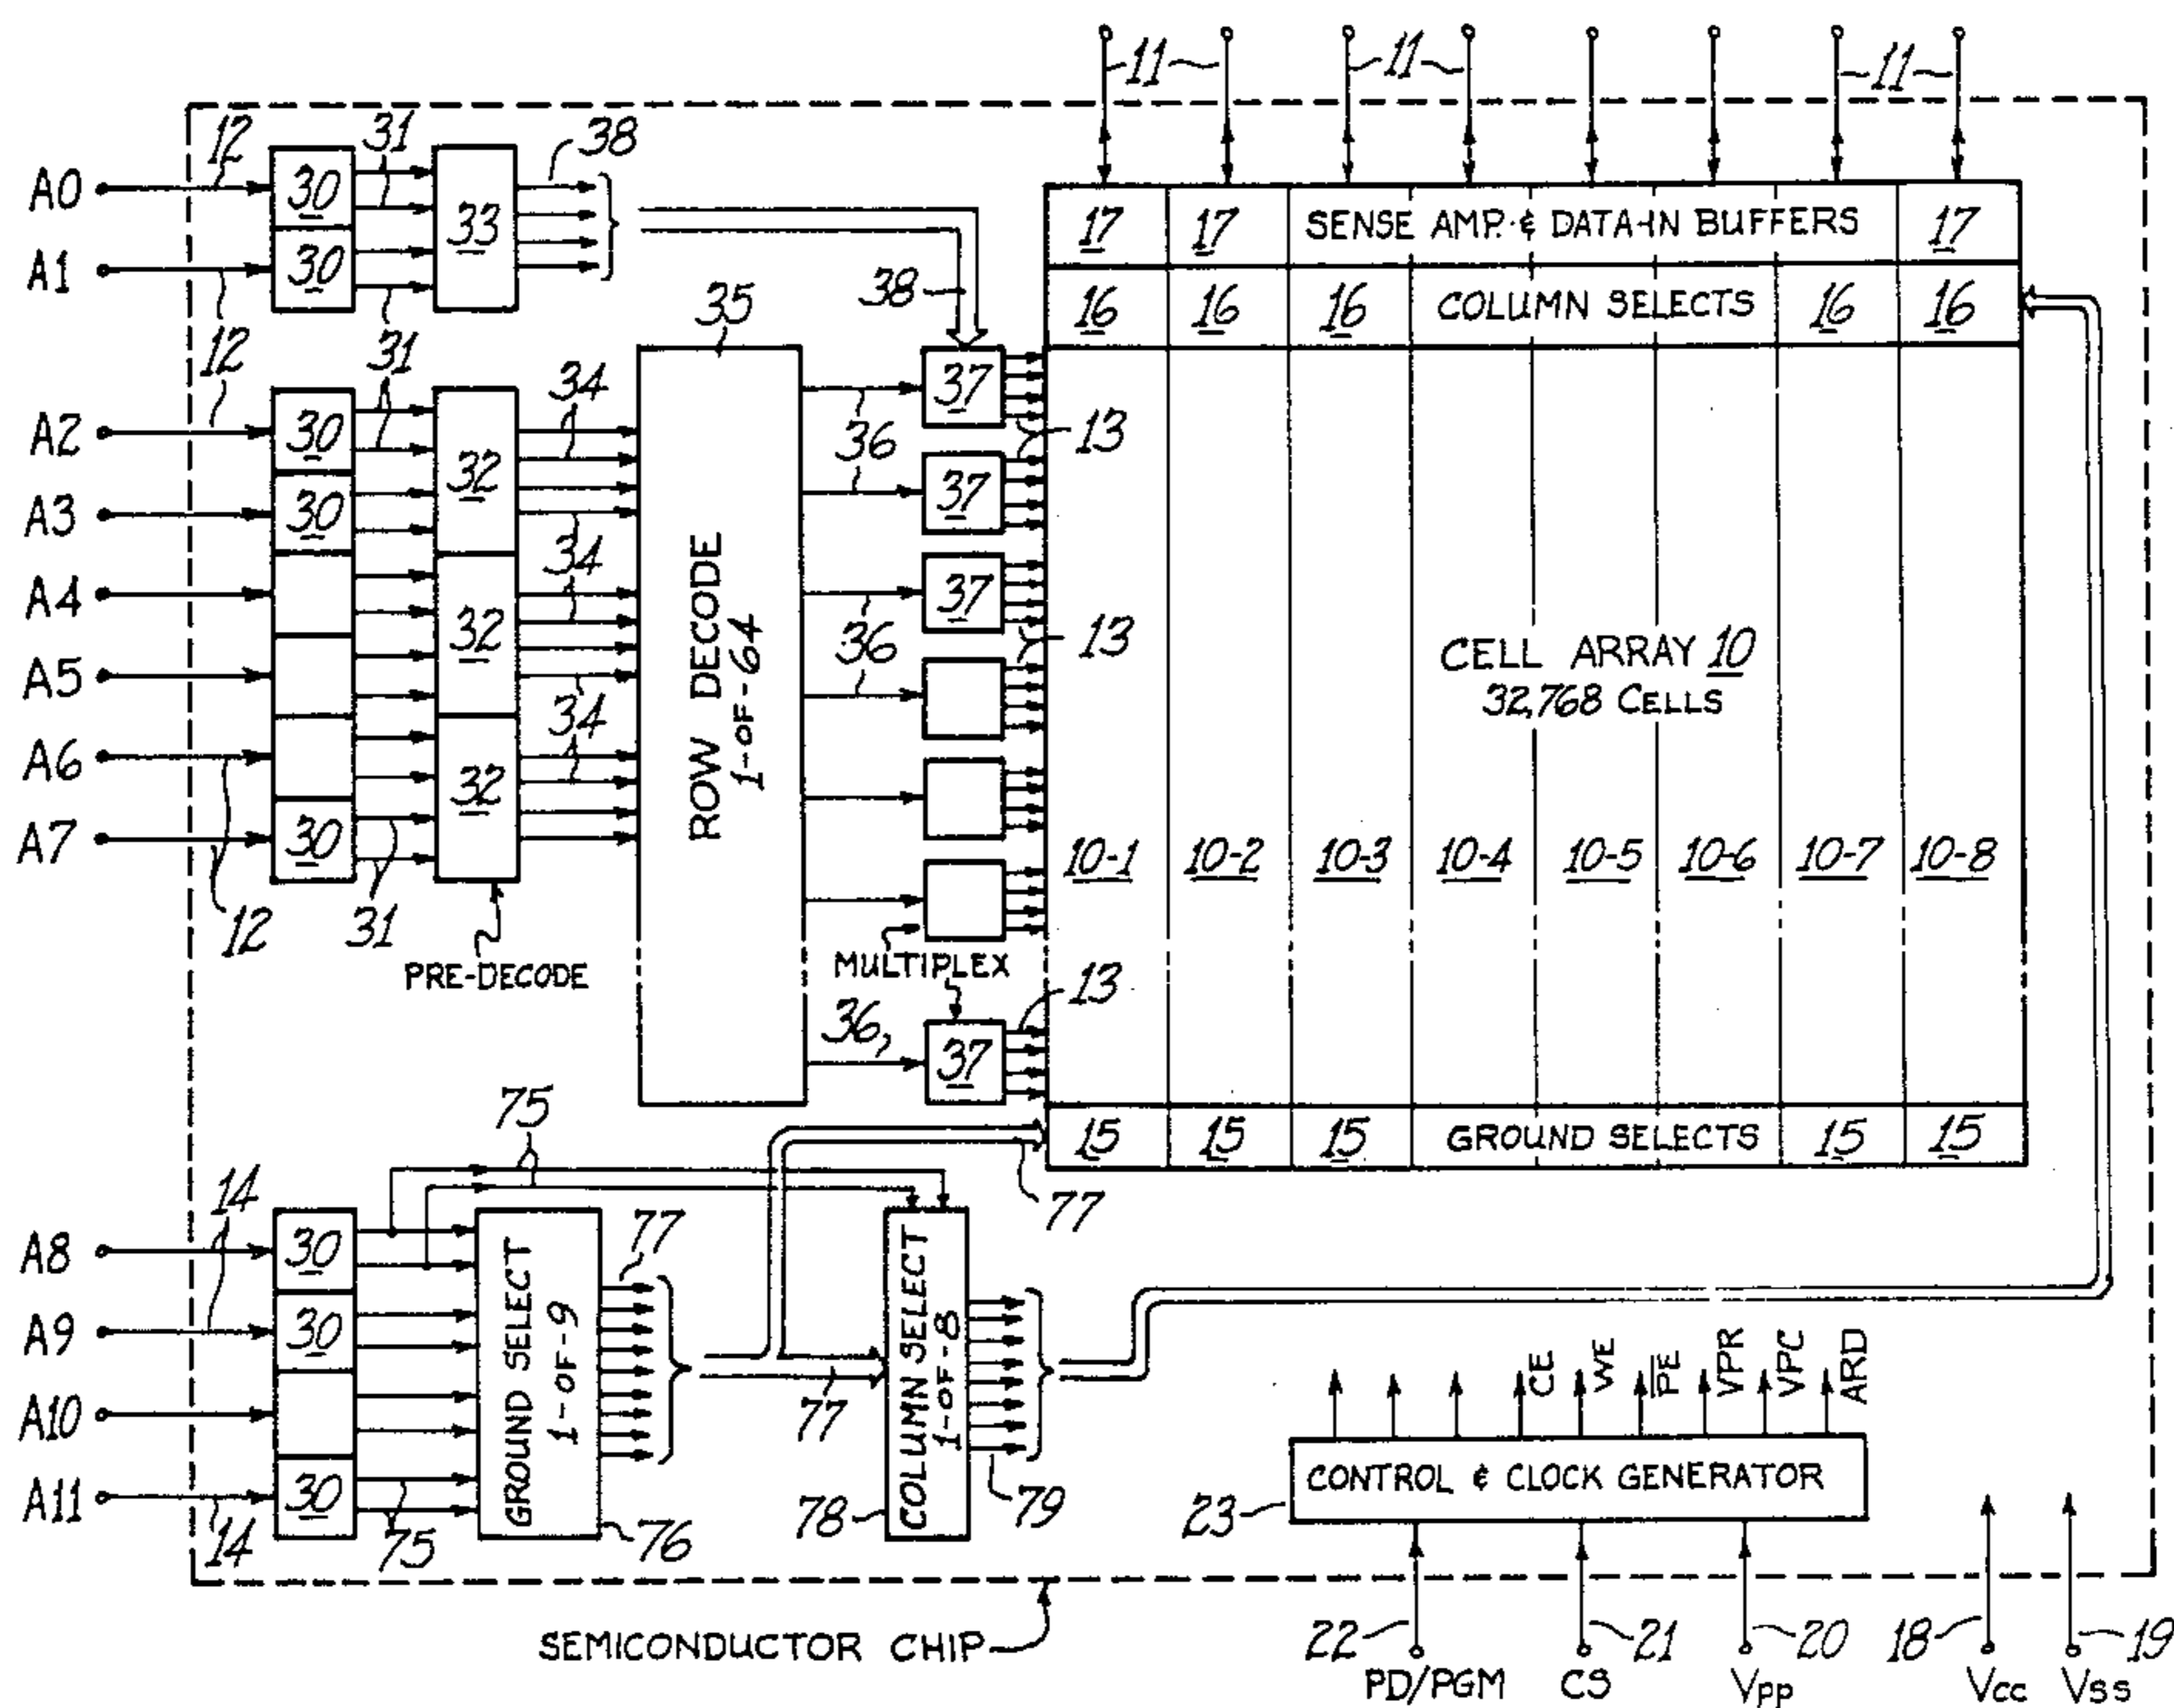 11 11 11
A0 12 30 31 33 38
A1 12 30 31
17 17 SENSE AMP. & DATA-IN BUFFERS 17
38 16 16 16 COLUMN SELECTS 16 16
35
A2 12 30 31 32 34 36 37 13
A3 30 34 36 37
A4 32 36 37 13
A5 34 36
A6 12 32 34
A7 12 30 31
ROW DECODE
1-OF-64
CELL ARRAY 10
32,768 CELLS
10-1 10-2 10-3 10-4 10-5 10-6 10-7 10-8
PRE-DECODE
MULTIPLEX
36 37 13
15 15 15 GROUND SELECTS 15 15
75 77
A8 14 30
A9 14 30
A10
A11 14 30 75
GROUND SELECT
1-OF-9
76
77
77
COLUMN SELECT
1-OF-8
78 79
CE WE PE VPR VPC ARD
CONTROL & CLOCK GENERATOR
23
SEMICONDUCTOR CHIP
22 21 20 18 19
PD/PGM CS Vpp Vcc Vss